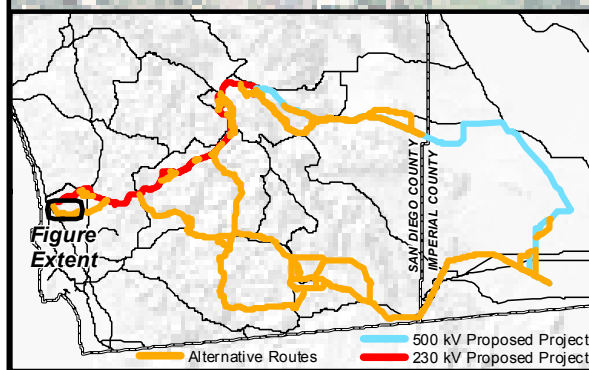 SAN DIEGO COUNTY
IMPERIAL COUNTY
Figure
Extent
500 kV Proposed Project
Alternative Routes
230 kV Proposed Project